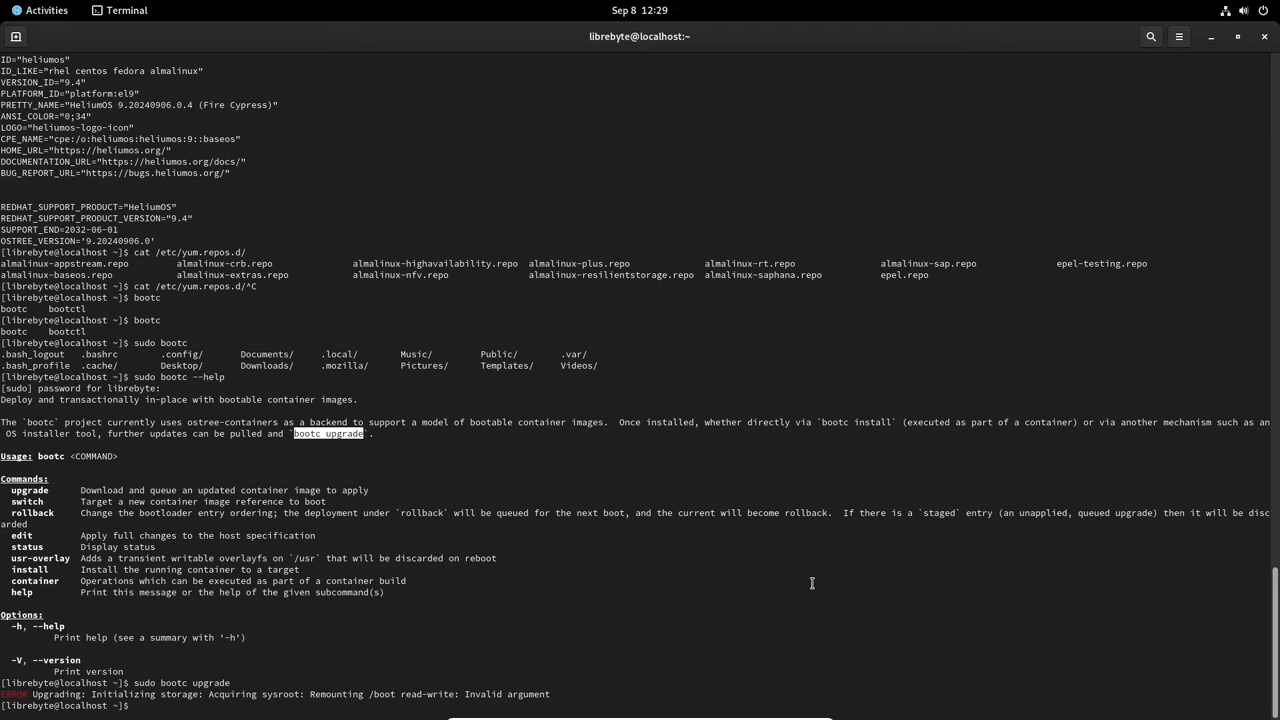 Activities
Terminal
Sep 8 12:29
librebyte@localhost:~
ID="heliumos"
ID_LIKE="rhel centos fedora almalinux"
VERSION_ID="9.4"
PLATFORM_ID="platform:el9"
PRETTY_NAME="HeliumOS 9.20240906.0.4 (Fire Cypress)"
ANSI_COLOR="0;34"
LOGO="heliumos-logo-icon"
CPE_NAME="cpe:/o:heliumos:heliumos:9::baseos"
HOME_URL="https://heliumos.org/"
DOCUMENTATION_URL="https://heliumos.org/docs/"
BUG_REPORT_URL="https://bugs.heliumos.org/"
REDHAT_SUPPORT_PRODUCT="HeliumOS"
REDHAT_SUPPORT_PRODUCT_VERSION="9.4"
SUPPORT_END=2032-06-01
OSTREE_VERSION='9.20240906.0'
[librebyte@localhost ~]$ cat /etc/yum.repos.d/
almalinux-appstream.repo almalinux-crb.repo almalinux-highavailability.repo almalinux-plus.repo almalinux-rt.repo almalinux-sap.repo epel-testing.repo
almalinux-baseos.repo almalinux-extras.repo almalinux-nfv.repo almalinux-resilientstorage.repo almalinux-saphana.repo epel.repo
[librebyte@localhost ~]$ cat /etc/yum.repos.d/^C
[librebyte@localhost ~]$ bootc
bootc bootctl
[librebyte@localhost ~]$ bootc
bootc bootctl
[librebyte@localhost ~]$ sudo bootc
.bash_logout .bashrc .config/ Documents/ .local/ Music/ Public/ .var/
.bash_profile .cache/ Desktop/ Downloads/ .mozilla/ Pictures/ Templates/ Videos/
[librebyte@localhost ~]$ sudo bootc --help
[sudo] password for librebyte:
Deploy and transactionally in-place with bootable container images.
The `bootc` project currently uses ostree-containers as a backend to support a model of bootable container images.  Once installed, whether directly via `bootc install` (executed as part of a container) or via another mechanism such as an
OS installer tool, further updates can be pulled and `bootc upgrade`.
Usage: bootc <COMMAND>
Commands:
upgrade Download and queue an updated container image to apply
switch Target a new container image reference to boot
rollback Change the bootloader entry ordering; the deployment under `rollback` will be queued for the next boot, and the current will become rollback.  If there is a `staged` entry (an unapplied, queued upgrade) then it will be disc
arded
edit Apply full changes to the host specification
status Display status
usr-overlay Adds a transient writable overlayfs on `/usr` that will be discarded on reboot
install Install the running container to a target
container Operations which can be executed as part of a container build
help Print this message or the help of the given subcommand(s)
Options:
-h, --help
Print help (see a summary with '-h')
-V, --version
Print version
[librebyte@localhost ~]$ sudo bootc upgrade
ERROR Upgrading: Initializing storage: Acquiring sysroot: Remounting /boot read-write: Invalid argument
[librebyte@localhost ~]$